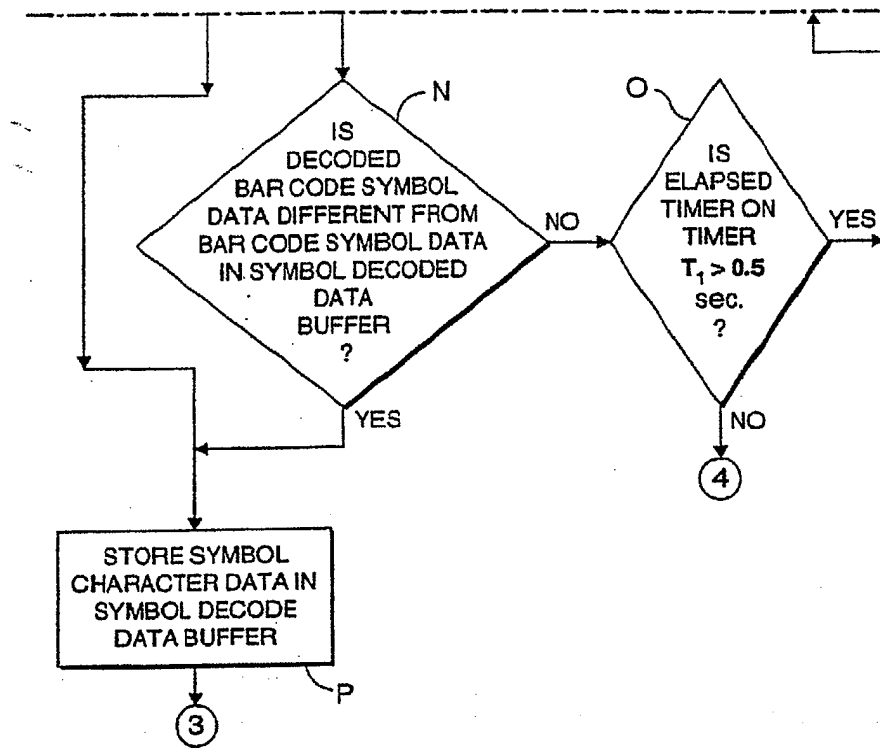 N
IS
DECODED
BAR CODE SYMBOL
DATA DIFFERENT FROM
BAR CODE SYMBOL DATA
IN SYMBOL DECODED
DATA
BUFFER
?
NO
YES
O
IS
ELAPSED
TIMER ON
TIMER
T₁ > 0.5
sec.
?
YES
NO
4
STORE SYMBOL
CHARACTER DATA IN
SYMBOL DECODE
DATA BUFFER
P
3